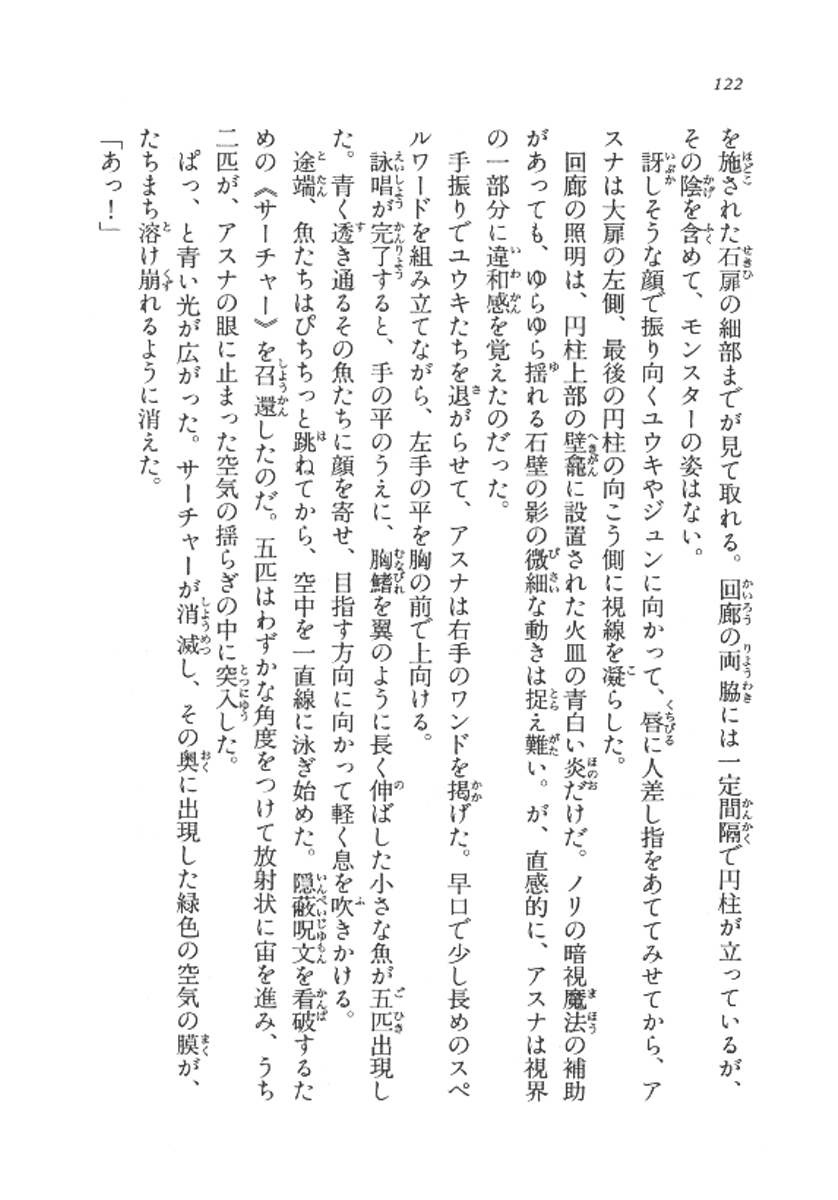 122
を施された石扉の細部までが見て取れる。回廊の両脇には一定間隔で円柱が立っているが、
その陰を含めて、モンスターの姿はない。
訝しそうな顔で振り向くユウキやジュンに向かって、唇に人差し指をあててみせてから、ア
スナは大扉の左側、最後の円柱の向こう側に視線を凝らした。
回廊の照明は、円柱上部の壁龕に設置された火皿の青白い炎だけだ。ノリの暗視魔法の補助
があっても、ゆらゆら揺れる石壁の影の微細な動きは捉え難い。が、直感的に、アスナは視界
の一部分に違和感を覚えたのだった。
手振りでユウキたちを退がらせて、アスナは右手のワンドを掲げた。早口で少し長めのスペ
ルワードを組み立てながら、左手の平を胸の前で上向ける。
詠唱が完了すると、手の平のうえに、胸鰭を翼のように長く伸ばした小さな魚が五匹出現し
た。青く透き通るその魚たちに顔を寄せ、目指す方向に向かって軽く息を吹きかける。
途端、魚たちはぴちちっと跳ねてから、空中を一直線に泳ぎ始めた。隠蔽呪文を看破するた
めの《サーチャー》を召還したのだ。五匹はわずかな角度をつけて放射状に宙を進み、うち
二匹が、アスナの眼に止まった空気の揺らぎの中に突入した。
ぱっ、と青い光が広がった。サーチャーが消滅し、その奥に出現した緑色の空気の膜が、
たちまち溶け崩れるように消えた。
「あっ！」